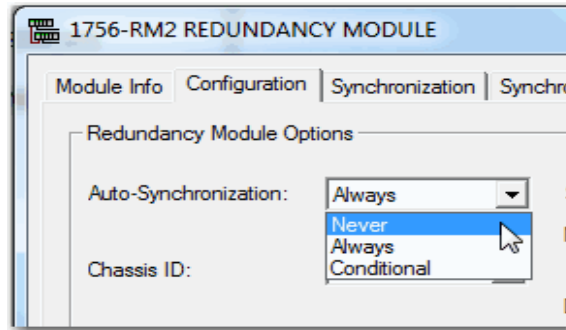 1756-RM2 REDUNDANCY MODULE
Module Info Configuration Synchronization
Redundancy Module Options
Auto-Synchronization: Always
Never
Always
Chassis ID: Conditional